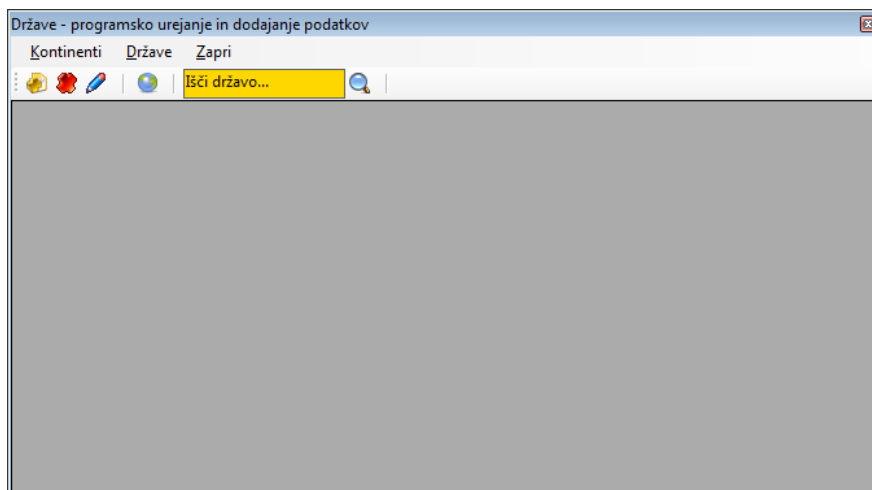 Države - programsko urejanje in dodajanje podatkov
Kontinenti Države Zapri
Išči državo...